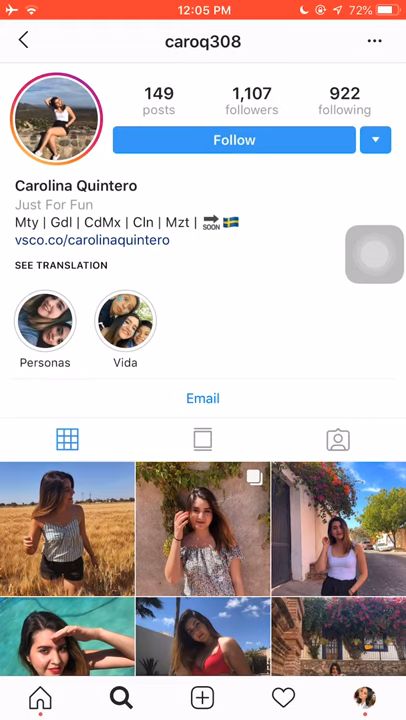 12:05 PM 72%
caroq308
149 1,107 922
posts followers following
Follow
Carolina Quintero
Just For Fun
Mty | Gdl | CdMx | Cln | Mzt | 🔜 🇸🇪
vsco.co/carolinaquintero
SEE TRANSLATION
Personas Vida
Email